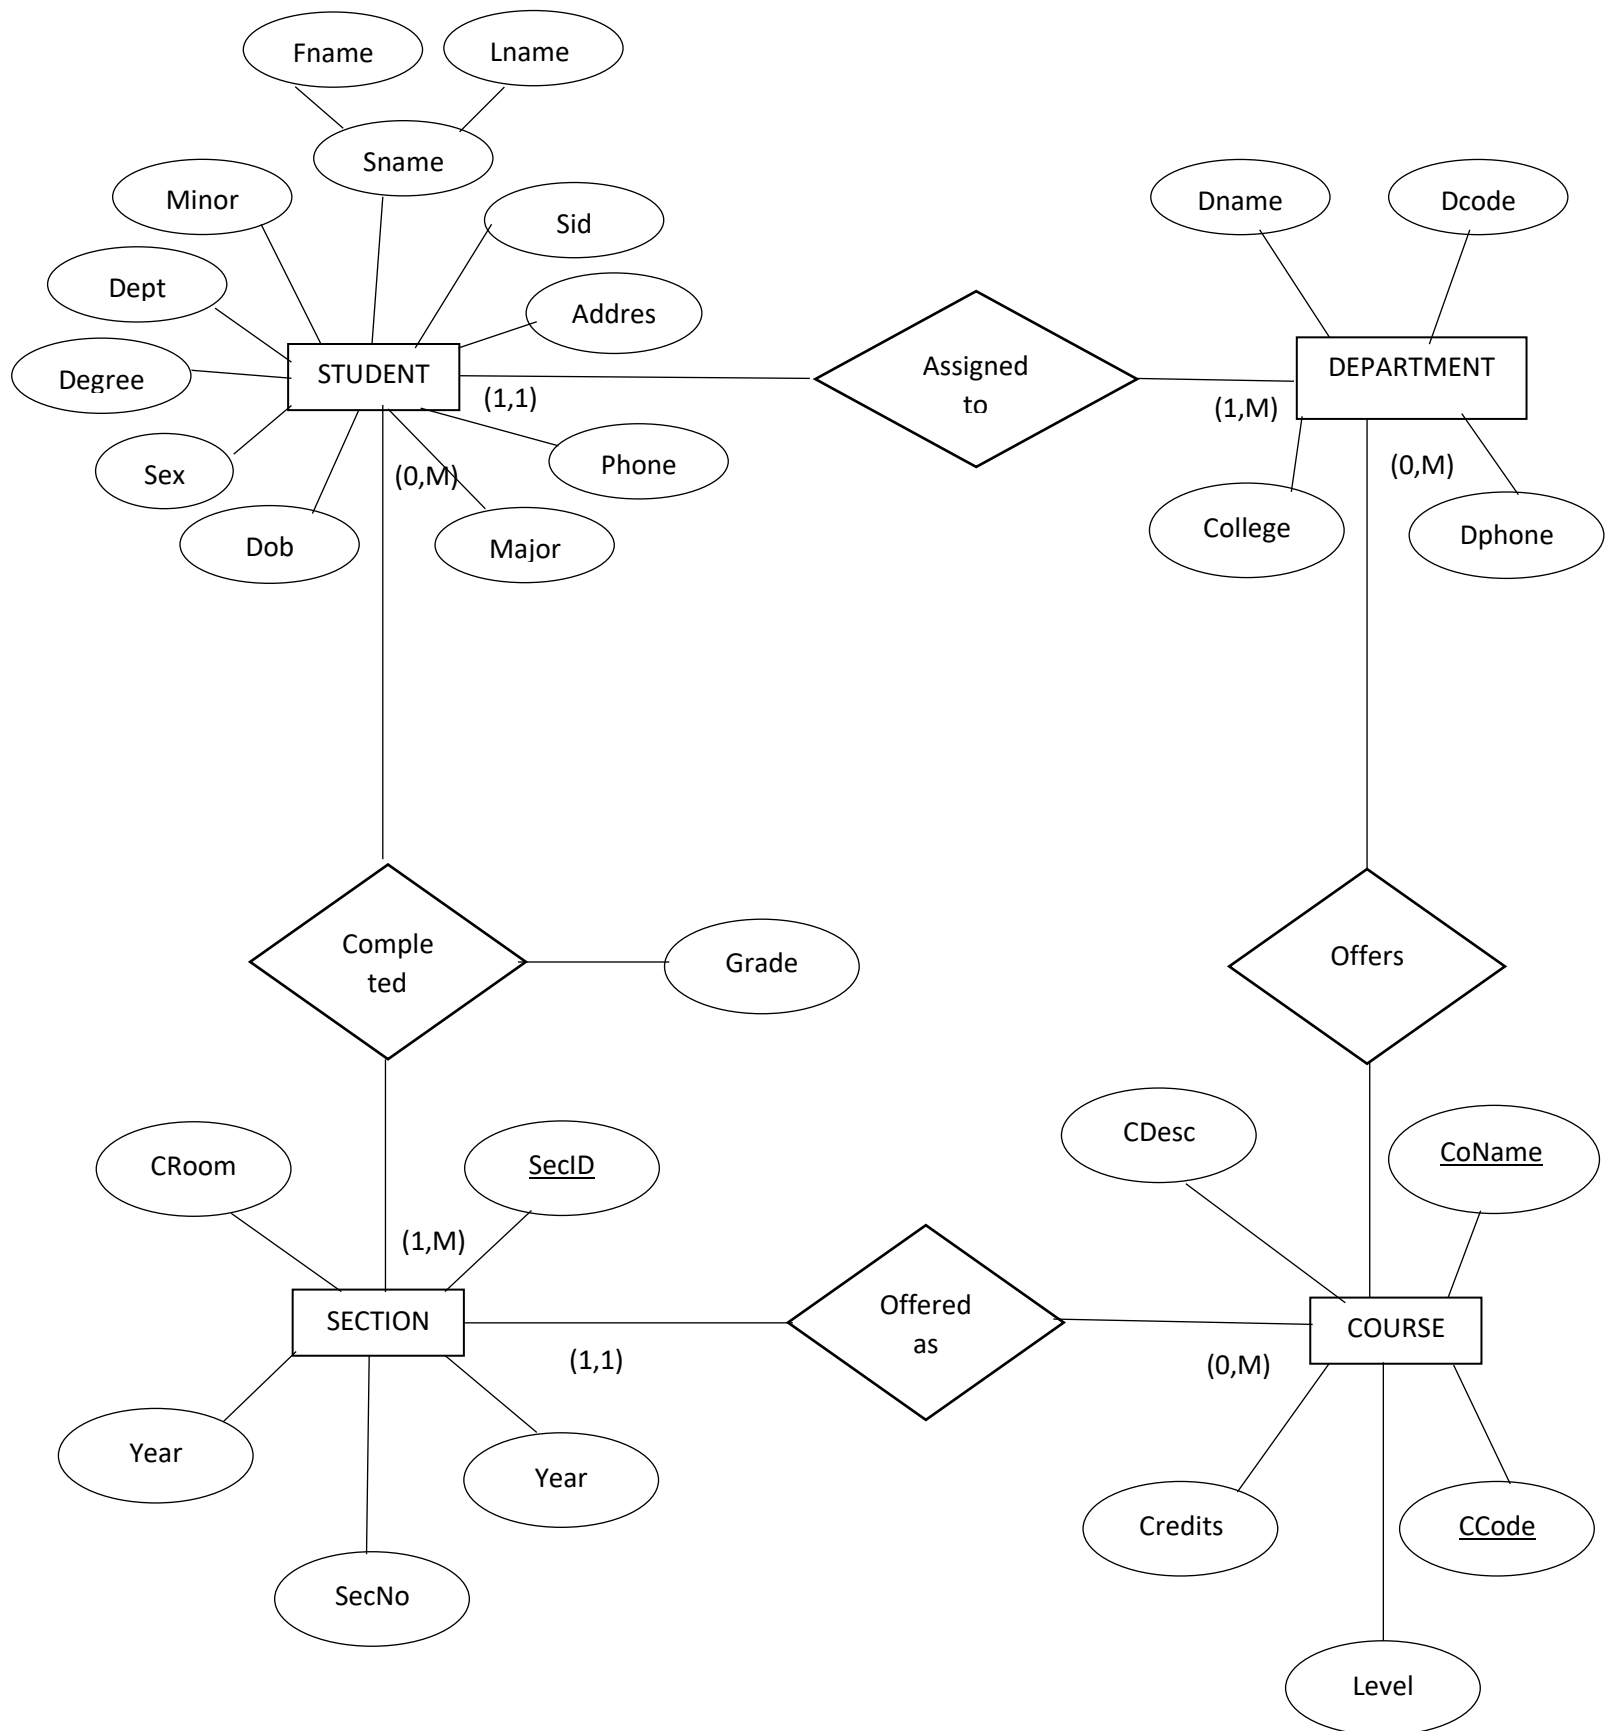 Fname
Lname
Sname
Minor
Sid
Dname
Dcode
Dept
Addres
Degree
STUDENT
(1,1)
Assigned
to
DEPARTMENT
(1,M)
Sex
(0,M)
Phone
(0,M)
Dob
Major
College
Dphone
Comple
ted
Grade
Offers
CRoom
SecID
CDesc
CoName
(1,M)
SECTION
(1,1)
Offered
as
COURSE
(0,M)
Year
Year
SecNo
Credits
CCode
Level